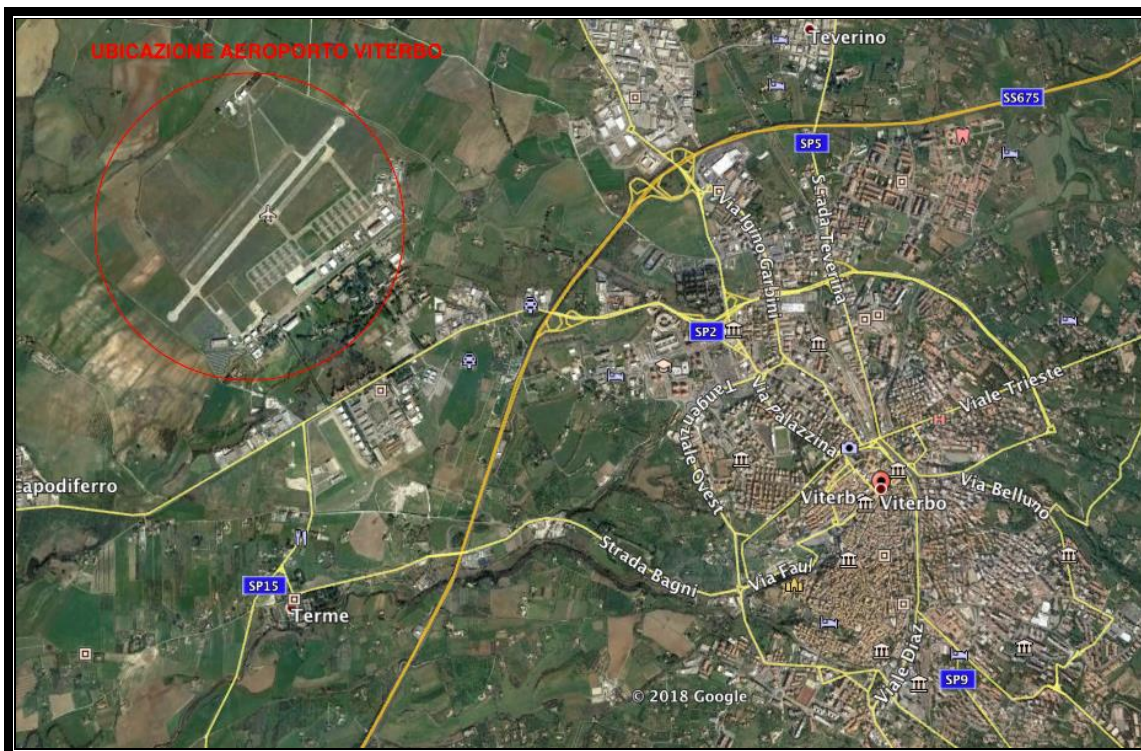 UBICAZIONE AEROPORTO VITERBO
Teverino
SS675
SP5
Via Igino Garbini
Strada Teverina
SP2
Tangenziale Ovest
Via Palazzina
Viale Trieste
Capodiferro
Viterbo
Via Belluno
Strada Bagni
Via Faul
SP15
Terme
Viale Diaz
SP9
© 2018 Google